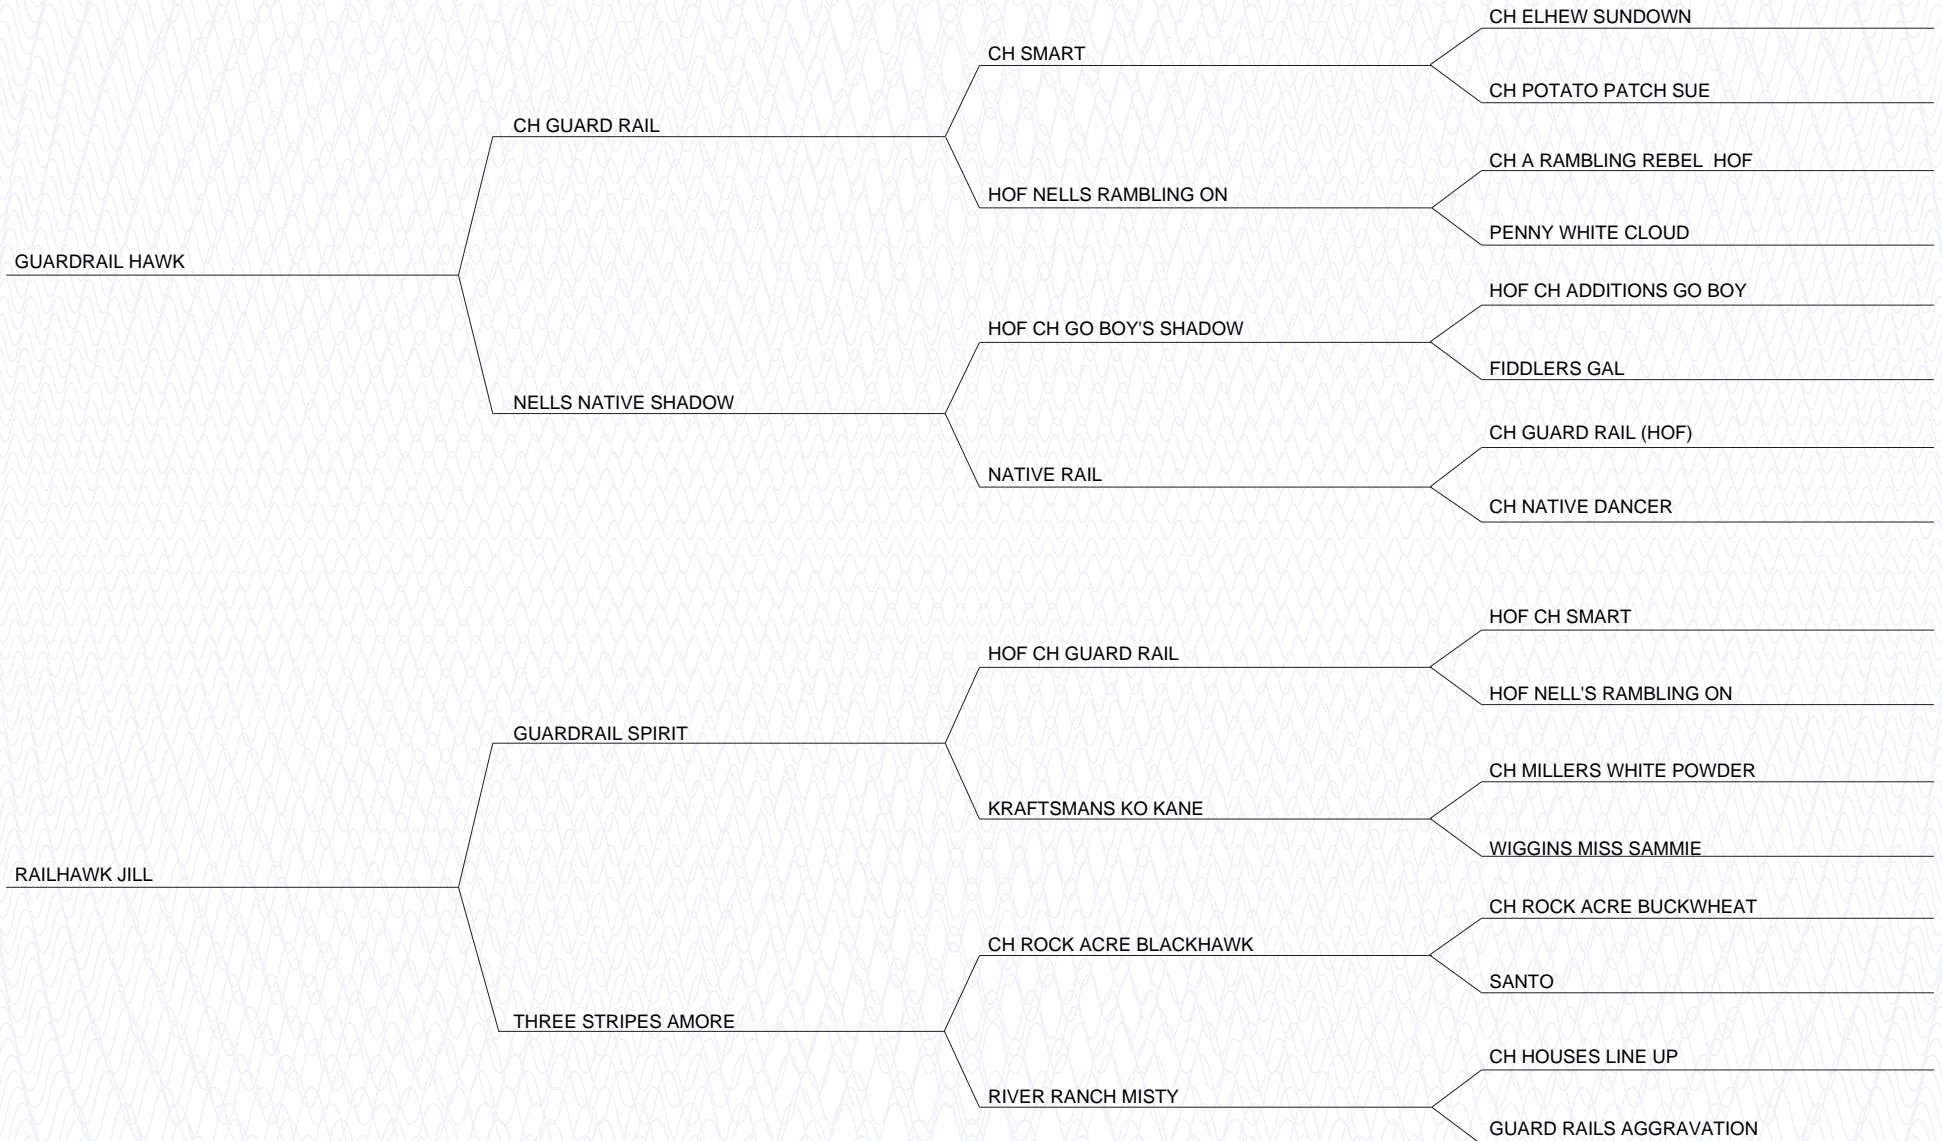 GUARDRAIL HAWK
CH GUARD RAIL
CH SMART
CH ELHEW SUNDOWN
CH POTATO PATCH SUE
HOF NELLS RAMBLING ON
CH A RAMBLING REBEL  HOF
PENNY WHITE CLOUD
NELLS NATIVE SHADOW
HOF CH GO BOY'S SHADOW
HOF CH ADDITIONS GO BOY
FIDDLERS GAL
NATIVE RAIL
CH GUARD RAIL (HOF)
CH NATIVE DANCER
RAILHAWK JILL
GUARDRAIL SPIRIT
HOF CH GUARD RAIL
HOF CH SMART
HOF NELL'S RAMBLING ON
KRAFTSMANS KO KANE
CH MILLERS WHITE POWDER
WIGGINS MISS SAMMIE
THREE STRIPES AMORE
CH ROCK ACRE BLACKHAWK
CH ROCK ACRE BUCKWHEAT
SANTO
RIVER RANCH MISTY
CH HOUSES LINE UP
GUARD RAILS AGGRAVATION